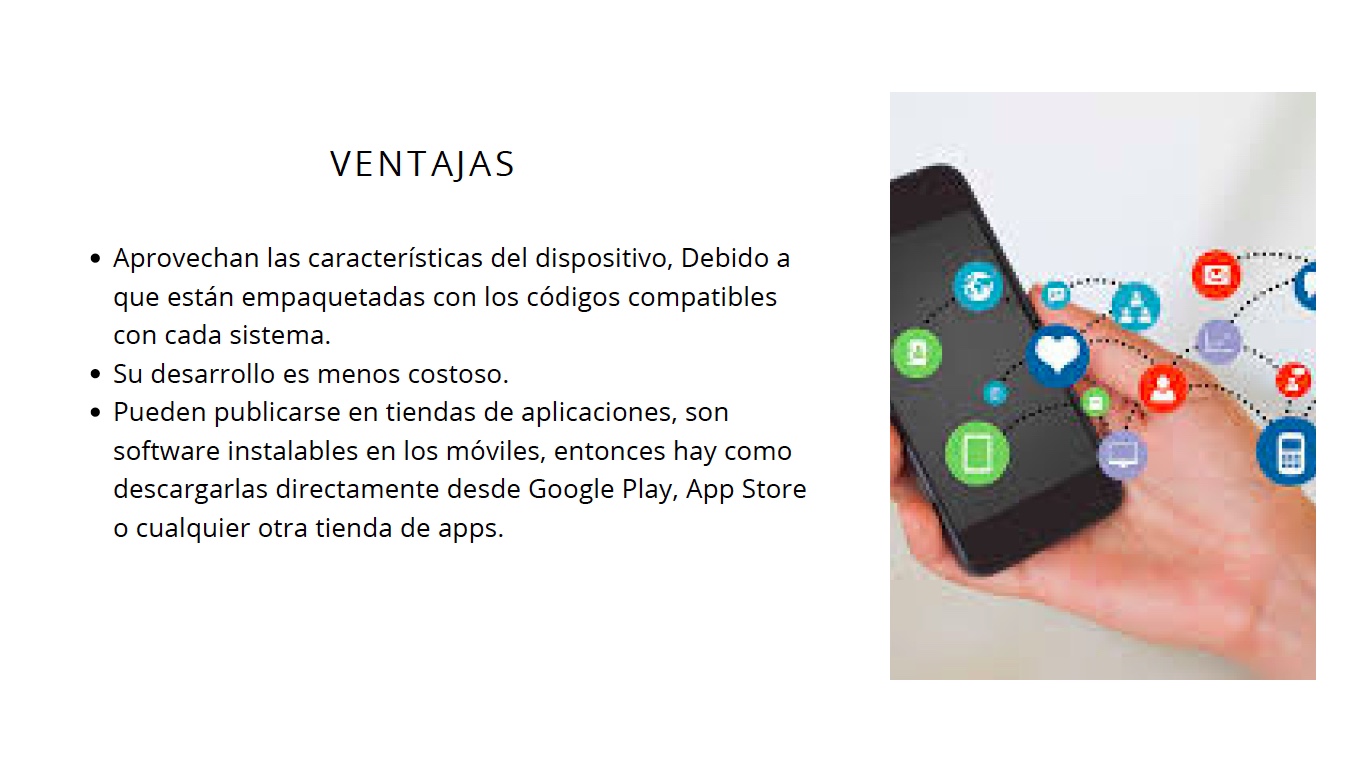 VENTAJAS
• Aprovechan las características del dispositivo, Debido a
que están empaquetadas con los códigos compatibles
con cada sistema.
• Su desarrollo es menos costoso.
• Pueden publicarse en tiendas de aplicaciones, son
software instalables en los móviles, entonces hay como
descargarlas directamente desde Google Play, App Store
o cualquier otra tienda de apps.